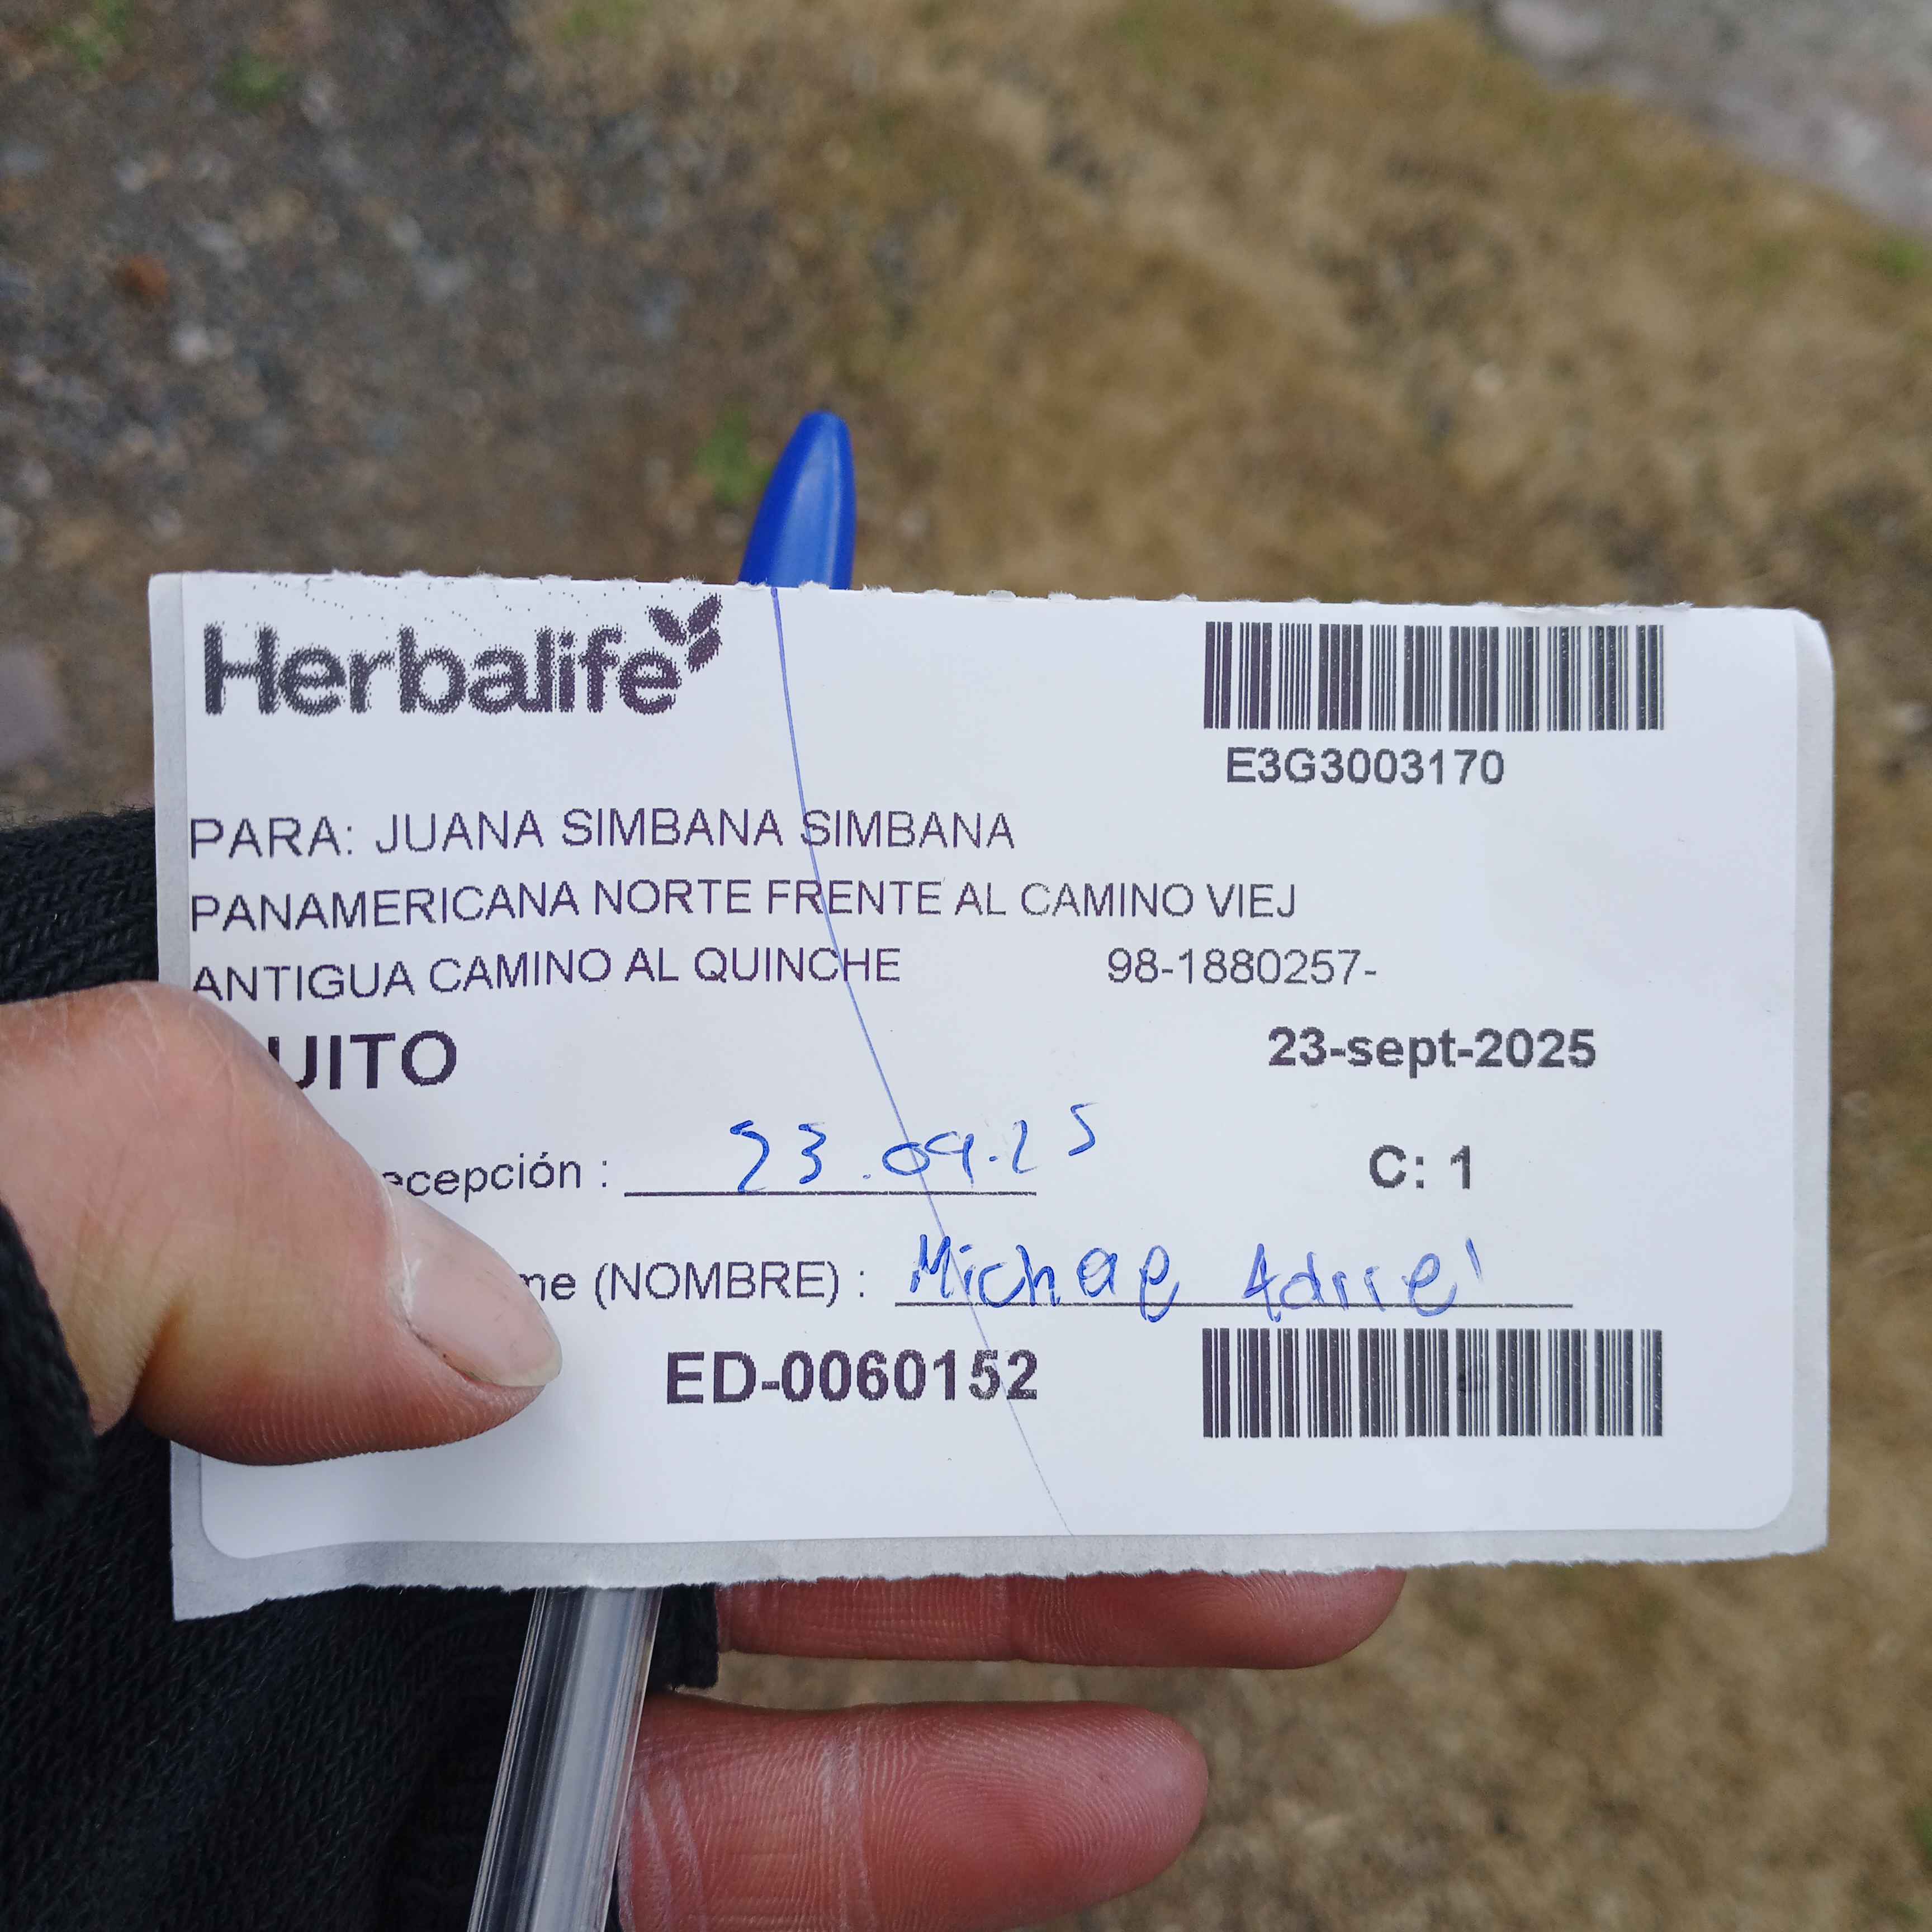 Herbalife
E3G3003170
PARA: JUANA SIMBANA SIMBANA
PANAMERICANA NORTE FRENTE AL CAMINO VIEJ
ANTIGUA CAMINO AL QUINCHE 98-1880257-
UITO 23-sept-2025
ecepción : 23.09.25 C: 1
me (NOMBRE) : Michae Adriel
ED-0060152